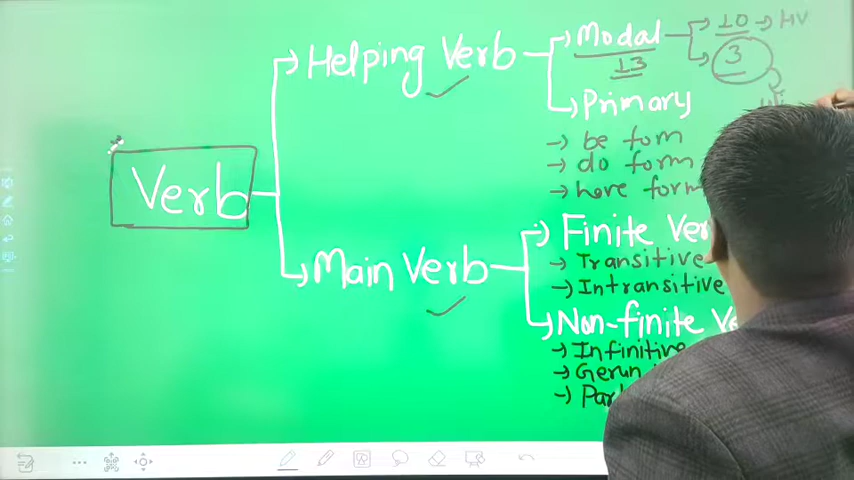 Verb
Helping Verb
Modal
13
10 → HV
3
Primary
→ be form
→ do form
→ have form
Main Verb
Finite
→ Transitive
→ Intransitive
Non-finite
→ Infinitive